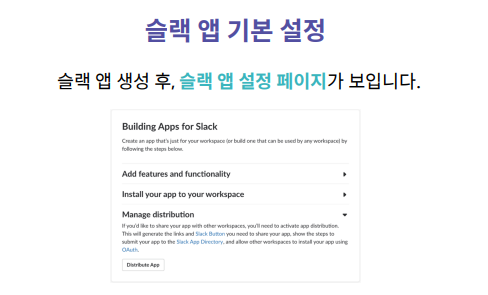 슬랙 앱 기본 설정
슬랙 앱 생성 후, 슬랙 앱 설정 페이지가 보입니다.
Building Apps for Slack
Create an app that's just for your workspace (or build one that can be used by any workspace) by
following the steps below.
Add features and functionality
Install your app to your workspace
Manage distribution
If you'd like to share your app with other workspaces, you'll need to activate app distribution.
This will generate the links and Slack Button you need to share your app, show the steps to
submit your app to the Slack App Directory, and allow other workspaces to install your app using
OAuth.
Distribute App